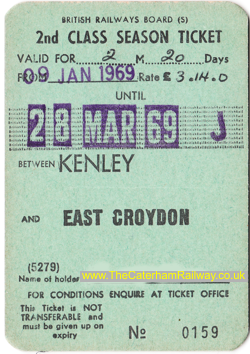 BRITISH RAILWAYS BOARD (S)
2nd CLASS SEASON TICKET
VALID FOR 2 M. 20 Days
FROM 09 JAN 1969 Rate £ 3.14.0
UNTIL
28 MAR 69 J
BETWEEN KENLEY
AND EAST CROYDON
(5279)
www.TheCaterhamRailway.co.uk
Name of holder
FOR CONDITIONS ENQUIRE AT TICKET OFFICE
This Ticket is NOT
TRANSFERABLE and
must be given up on
expiry
No 0159